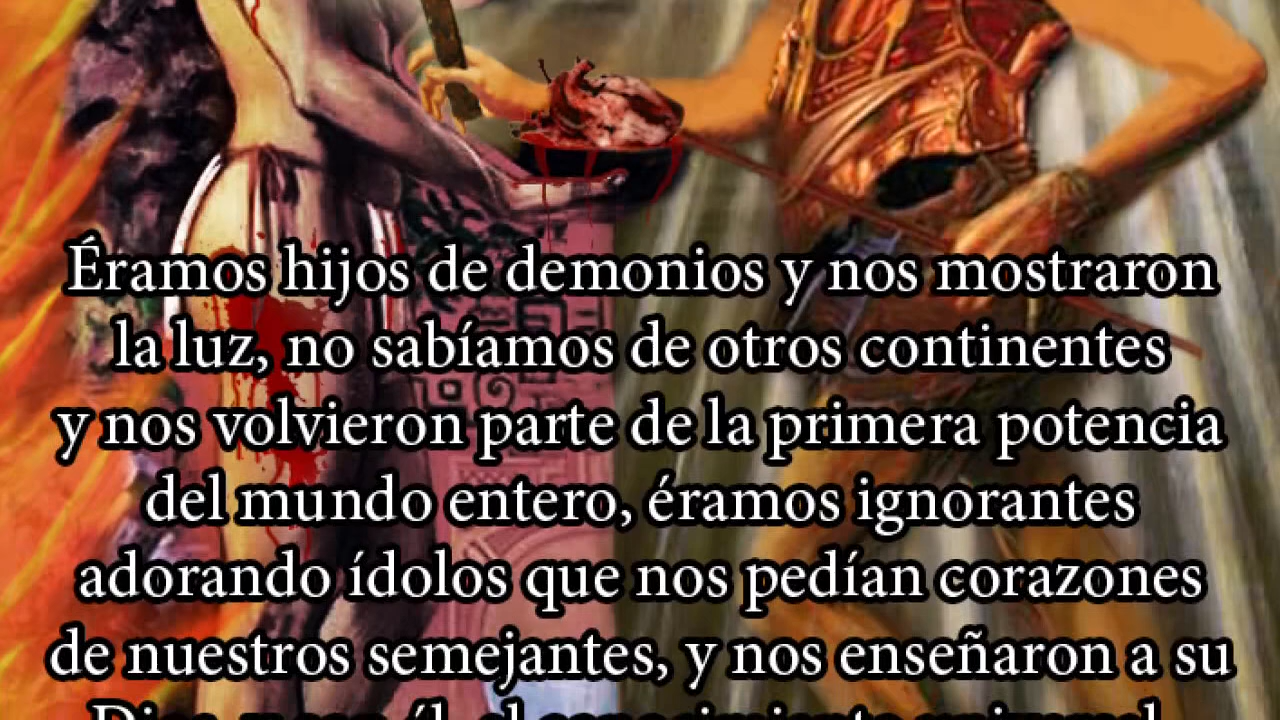 Éramos hijos de demonios y nos mostraron
la luz, no sabíamos de otros continentes
y nos volvieron parte de la primera potencia
del mundo entero, éramos ignorantes
adorando ídolos que nos pedían corazones
de nuestros semejantes, y nos enseñaron a su